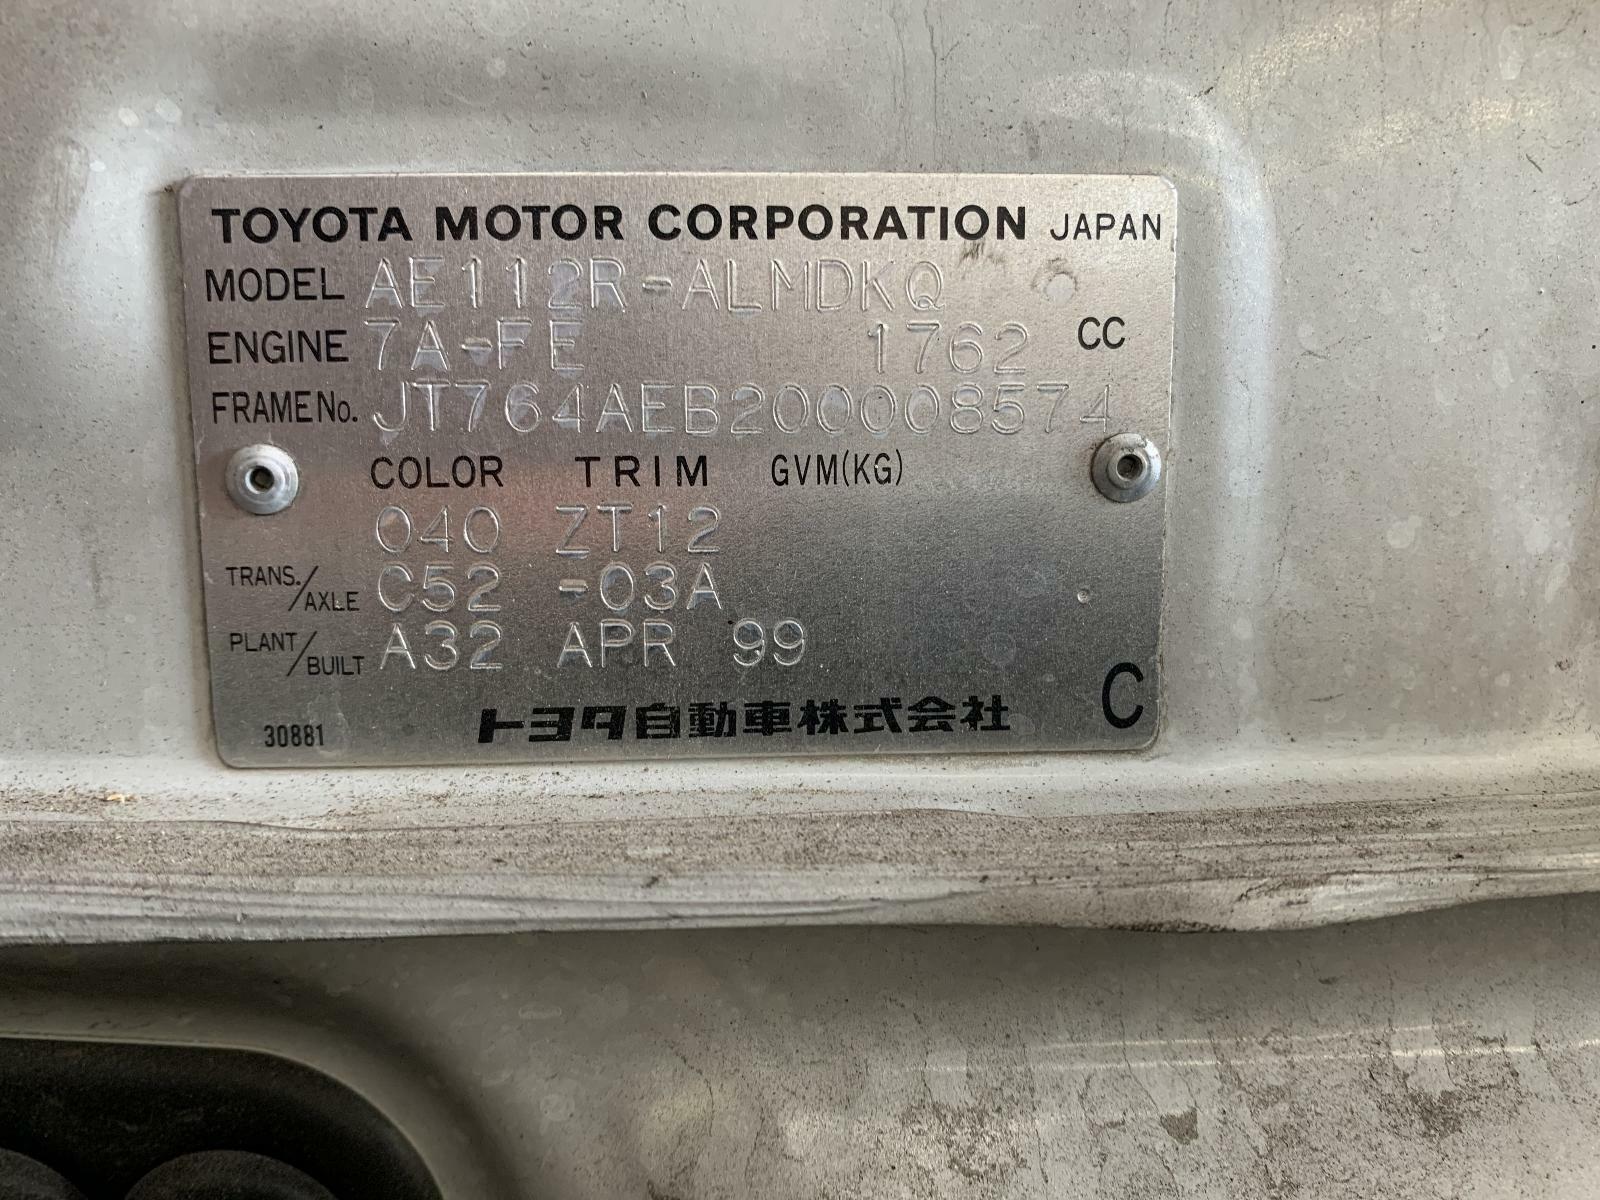 TOYOTA MOTOR CORPORATION JAPAN
MODEL AE112R-ALMDKQ
ENGINE 7A-FE 1762 CC
FRAME No. JT764AEB200008574
COLOR TRIM GVM(KG)
040 ZT12
TRANS./AXLE C52 -03A
PLANT/BUILT A32 APR 99
30881 トヨタ自動車株式会社 C